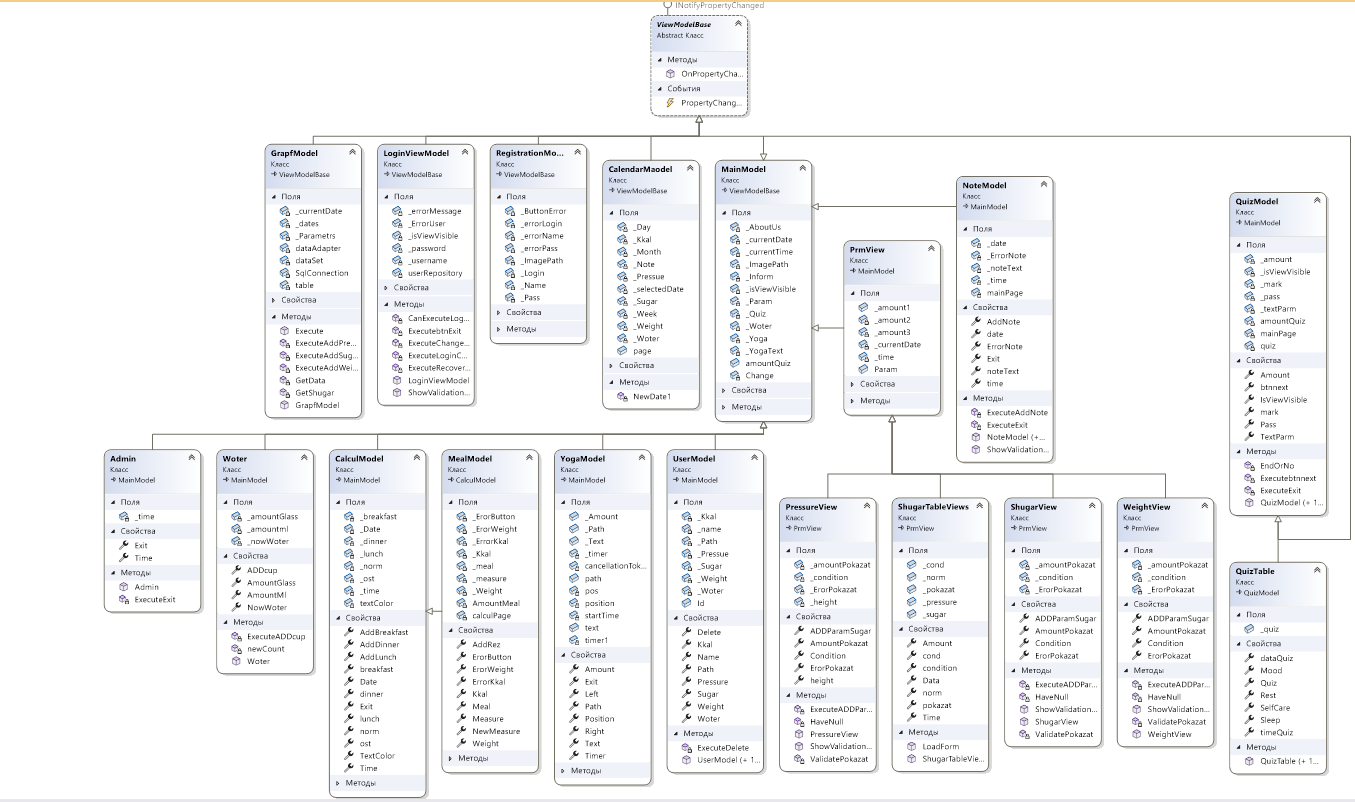 INotifyPropertyChanged
ViewModelBase
Abstract Класс
Методы
OnPropertyCha...
События
PropertyChang...
GrapfModel
Класс
ViewModelBase
Поля
_currentDate
_dates
_Parametrs
dataAdapter
dataSet
SqlConnection
table
Свойства
Методы
Execute
ExecuteAddPre...
ExecuteAddSug...
ExecuteAddWei...
GetData
GetShugar
GrapfModel
LoginViewModel
Класс
ViewModelBase
Поля
_errorMessage
_ErrorUser
_isViewVisible
_password
_username
userRepository
Свойства
Методы
CanExecuteLog...
ExecutebtnExit
ExecuteChange...
ExecuteLoginC...
ExecuteRecover...
LoginViewModel
ShowValidation...
RegistrationMo...
Класс
ViewModelBase
Поля
_ButtonError
_errorLogin
_errorName
_errorPass
_ImagePath
_Login
_Name
_Pass
Свойства
Методы
CalendarMaodel
Класс
ViewModelBase
Поля
_Day
_Kkal
_Month
_Note
_Pressue
_selectedDate
_Sugar
_Week
_Weight
_Woter
page
Свойства
Методы
NewDate1
MainModel
Класс
ViewModelBase
Поля
_AboutUs
_currentDate
_currentTime
_ImagePath
_Inform
_isViewVisible
_Param
_Quiz
_Woter
_Yoga
_YogaText
amountQuiz
Change
Свойства
Методы
PrmView
Класс
MainModel
Поля
_amount1
_amount2
_amount3
_currentDate
_time
Param
Свойства
Методы
NoteModel
Класс
MainModel
Поля
_date
_ErrorNote
_noteText
_time
mainPage
Свойства
AddNote
date
ErrorNote
Exit
noteText
time
Методы
ExecuteAddNote
ExecuteExit
NoteModel (+...
ShowValidation...
QuizModel
Класс
MainModel
Поля
_amount
_isViewVisible
_mark
_pass
_textParm
amountQuiz
mainPage
quiz
Свойства
Amount
btnnext
IsViewVisible
mark
Pass
TextParm
Методы
EndOrNo
Executebtnnext
ExecuteExit
QuizModel (+ 1...
Admin
Класс
MainModel
Поля
_time
Свойства
Exit
Time
Методы
Admin
ExecuteExit
Woter
Класс
MainModel
Поля
_amountGlass
_amountml
_nowWoter
Свойства
ADDcup
AmountGlass
AmountMl
NowWoter
Методы
ExecuteADDcup
newCount
Woter
CalculModel
Класс
MainModel
Поля
_breakfast
_Date
_dinner
_lunch
_norm
_ost
_time
textColor
Свойства
AddBreakfast
AddDinner
AddLunch
breakfast
Date
dinner
Exit
lunch
norm
ost
TextColor
Time
Методы
MealModel
Класс
CalculModel
Поля
_ErorButton
_ErorWeight
_ErrorKkal
_Kkal
_meal
_measure
_Weight
AmountMeal
calculPage
Свойства
AddRez
ErorButton
ErorWeight
ErrorKkal
Kkal
Meal
Measure
NewMeasure
Weight
Методы
YogaModel
Класс
MainModel
Поля
_Amount
_Path
_Text
_timer
cancellationTok...
path
pos
position
startTime
text
timer1
Свойства
Amount
Exit
Left
Path
Position
Right
Text
Timer
Методы
UserModel
Класс
MainModel
Поля
_Kkal
_name
_Path
_Pressue
_Sugar
_Weight
_Woter
Id
Свойства
Delete
Kkal
Name
Path
Pressure
Sugar
Weight
Woter
Методы
ExecuteDelete
UserModel (+ 1...
PressureView
Класс
PrmView
Поля
_amountPokazat
_condition
_ErorPokazat
_height
Свойства
ADDParamSugar
AmountPokazat
Condition
ErorPokazat
height
Методы
ExecuteADDPar...
HaveNull
PressureView
ShowValidation...
ValidatePokazat
ShugarTableViews
Класс
PrmView
Поля
_cond
_norm
_pokazat
_pressure
_sugar
Свойства
Amount
cond
condition
Data
norm
pokazat
Time
Методы
LoadForm
ShugarTableVie...
ShugarView
Класс
PrmView
Поля
_amountPokazat
_condition
_ErorPokazat
Свойства
ADDParamSugar
AmountPokazat
Condition
ErorPokazat
Методы
ExecuteADDPar...
HaveNull
ShowValidation...
ShugarView
ValidatePokazat
WeightView
Класс
PrmView
Поля
_amountPokazat
_condition
_ErorPokazat
Свойства
ADDParamSugar
AmountPokazat
Condition
ErorPokazat
Методы
ExecuteADDPar...
HaveNull
ShowValidation...
ValidatePokazat
WeightView
QuizTable
Класс
QuizModel
Поля
_quiz
Свойства
dataQuiz
Mood
Quiz
Rest
SelfCare
Sleep
timeQuiz
Методы
QuizTable (+ 1...